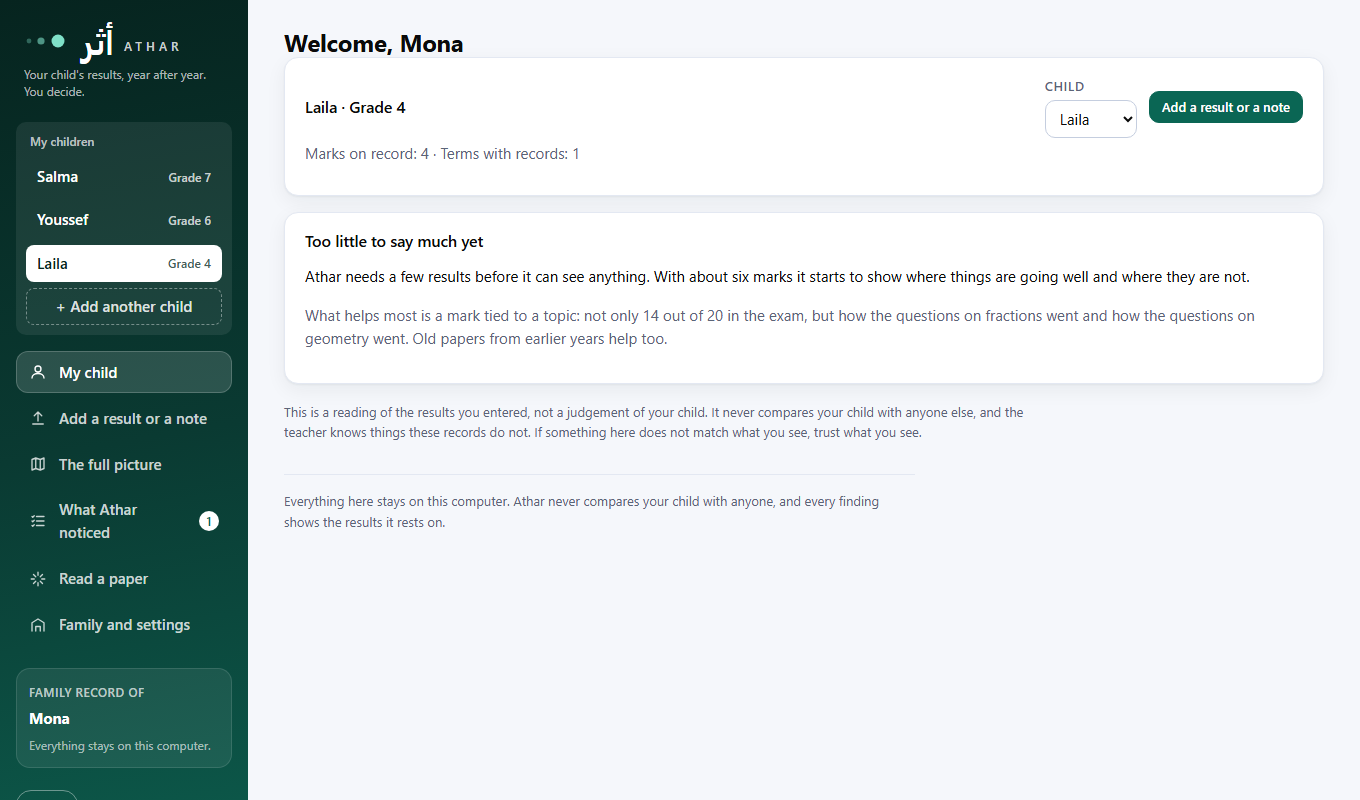 أثر ATHAR
Your child's results, year after year.
You decide.
My children
Salma Grade 7
Youssef Grade 6
Laila Grade 4
+ Add another child
My child
Add a result or a note
The full picture
What Athar
noticed
1
Read a paper
Family and settings
FAMILY RECORD OF
Mona
Everything stays on this computer.
Welcome, Mona
Laila · Grade 4
CHILD
Laila
Add a result or a note
Marks on record: 4 · Terms with records: 1
Too little to say much yet
Athar needs a few results before it can see anything. With about six marks it starts to show where things are going well and where they are not.
What helps most is a mark tied to a topic: not only 14 out of 20 in the exam, but how the questions on fractions went and how the questions on
geometry went. Old papers from earlier years help too.
This is a reading of the results you entered, not a judgement of your child. It never compares your child with anyone else, and the
teacher knows things these records do not. If something here does not match what you see, trust what you see.
Everything here stays on this computer. Athar never compares your child with anyone, and every finding
shows the results it rests on.